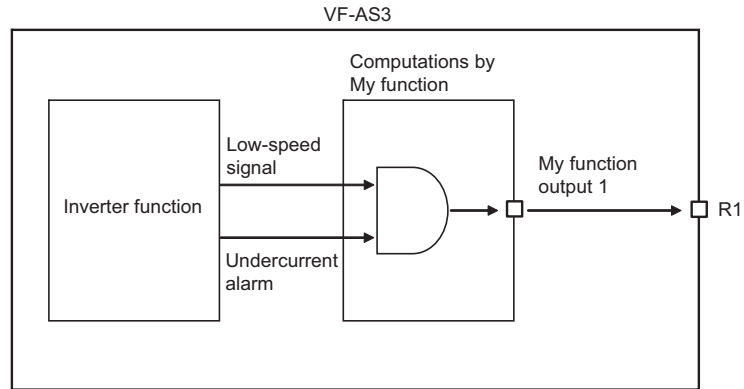 VF-AS3
Computations by
My function
Low-speed
signal
My function
output 1
Inverter function
R1
Undercurrent
alarm